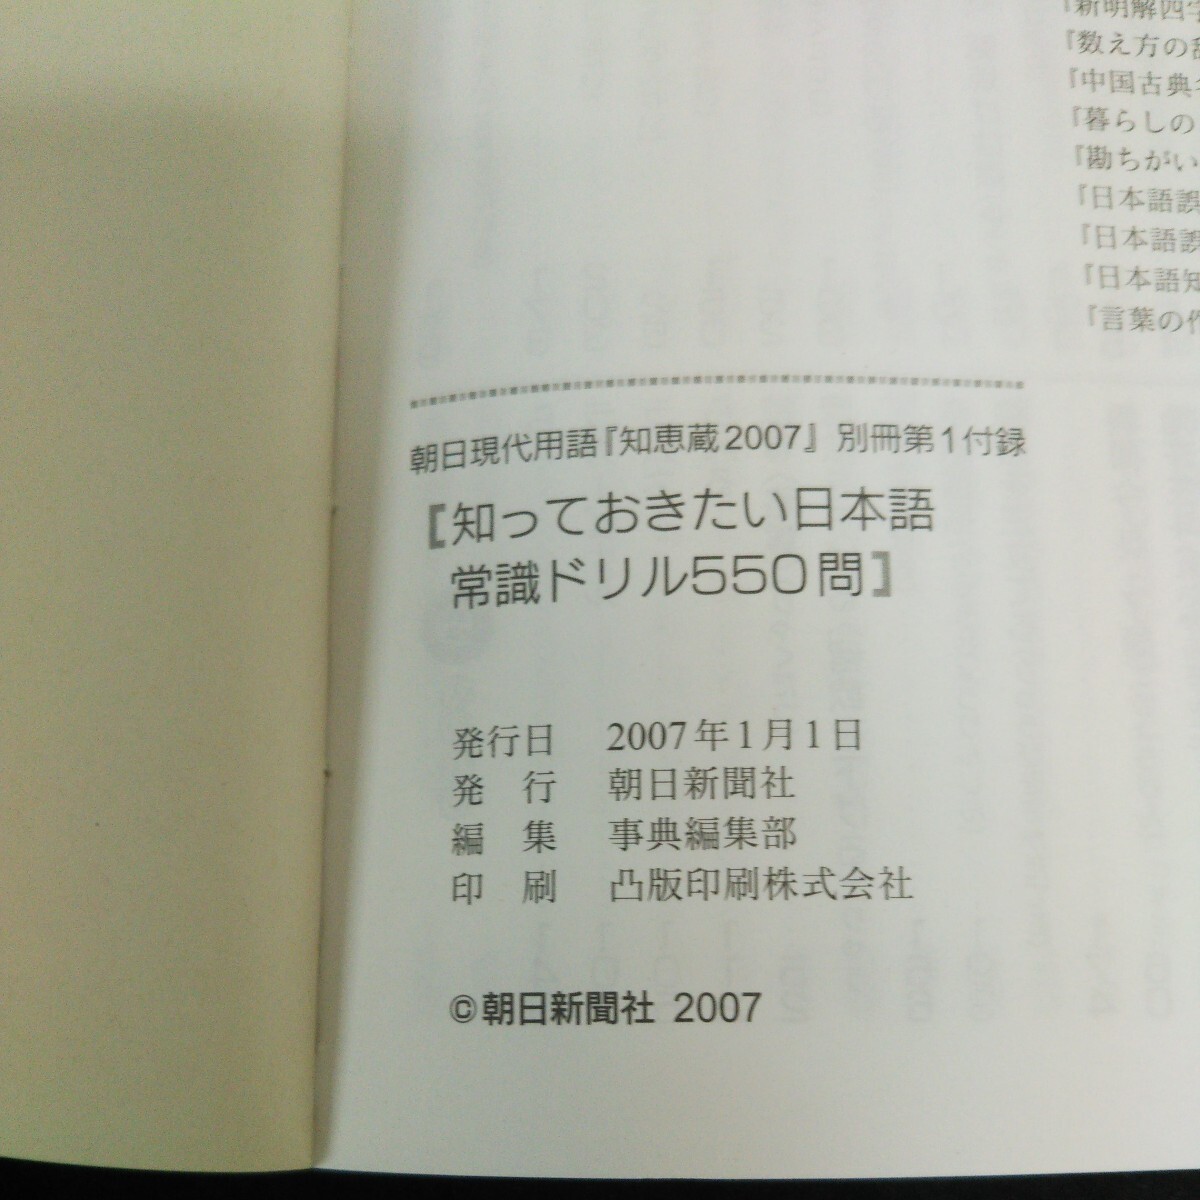 『新明解四字
『数え方の辞
『中国古典名
『暮らしの
『勘ちがい
『日本語誤
『日本語誤
『日本語知
『言葉の作
朝日現代用語『知恵蔵2007』別冊第1付録
【知っておきたい日本語
常識ドリル550問】
発行日 2007年1月1日
発 行 朝日新聞社
編 集 事典編集部
印 刷 凸版印刷株式会社
©朝日新聞社 2007